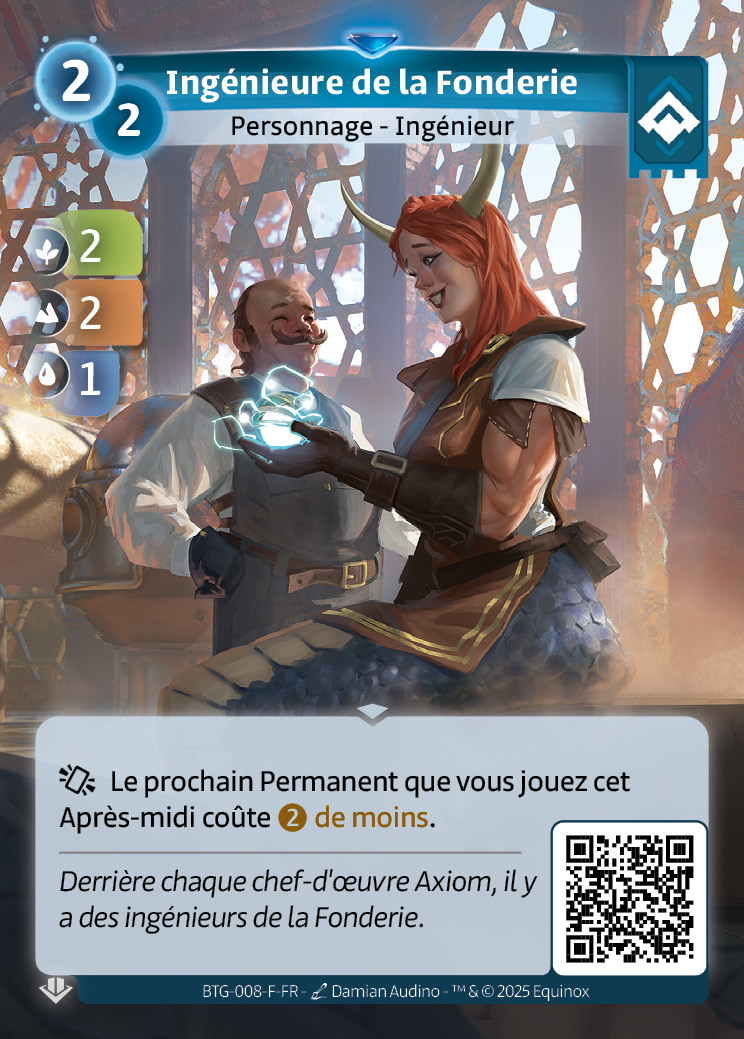 2
Ingénieure de la Fonderie
2
Personnage - Ingénieur
2
2
1
Le prochain Permanent que vous jouez cet
Après-midi coûte 2 de moins.
Derrière chaque chef-d'œuvre Axiom, il y
a des ingénieurs de la Fonderie.
BTG-008-F-FR - Damian Audino - ™ & © 2025 Equinox